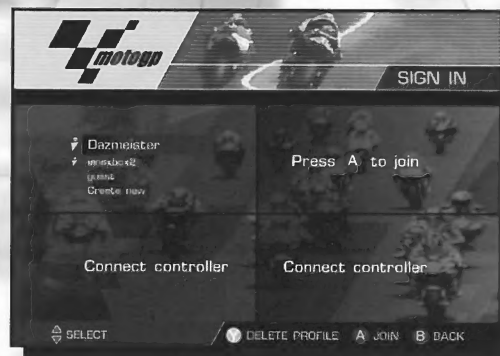 motogp
SIGN IN
Dazmeister
guest
Create new
Press A to join
Connect controller
Connect controller
SELECT
Y DELETE PROFILE A JOIN B BACK